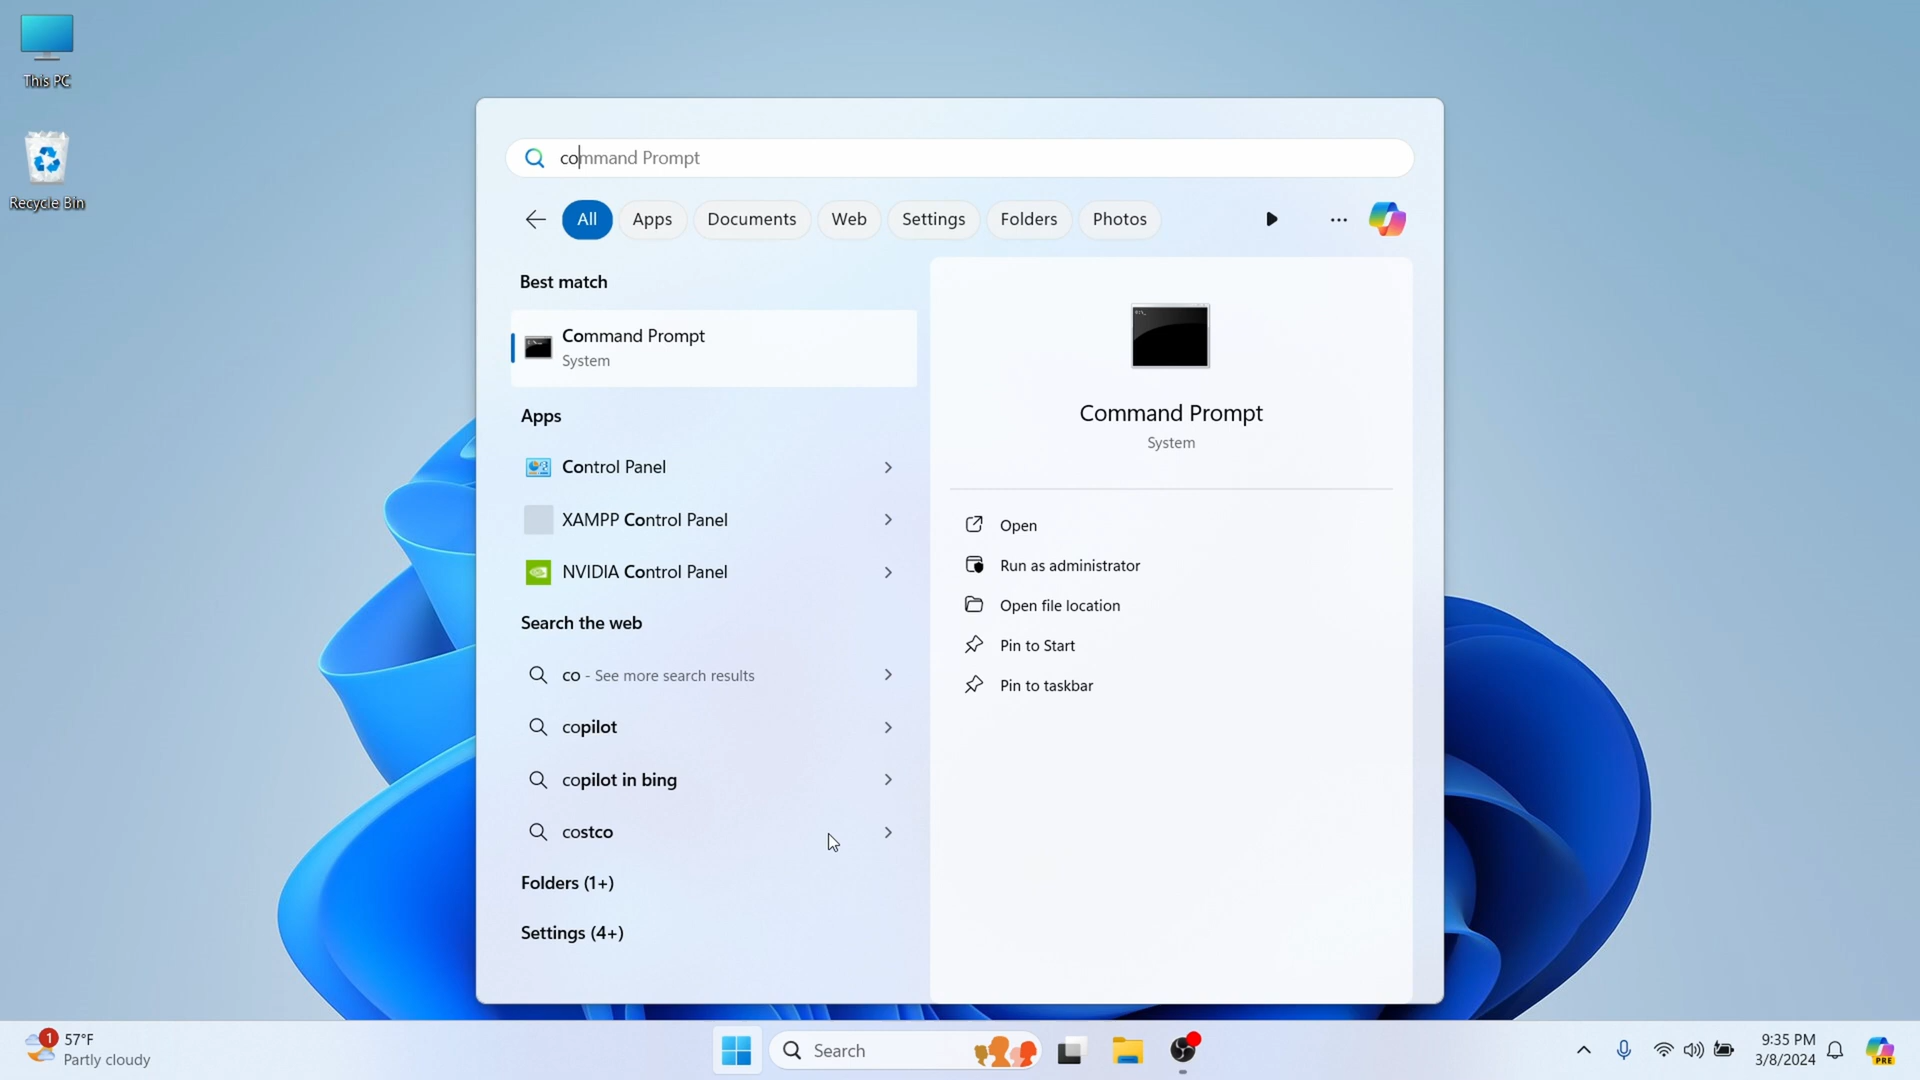 This PC
Recycle Bin
command Prompt
All
Apps
Documents
Web
Settings
Folders
Photos
Best match
Command Prompt
System
Apps
Control Panel
XAMPP Control Panel
NVIDIA Control Panel
Search the web
co - See more search results
copilot
copilot in bing
costco
Folders (1+)
Settings (4+)
Command Prompt
System
Open
Run as administrator
Open file location
Pin to Start
Pin to taskbar
1
57°F
Partly cloudy
Search
9:35 PM
3/8/2024
PRE